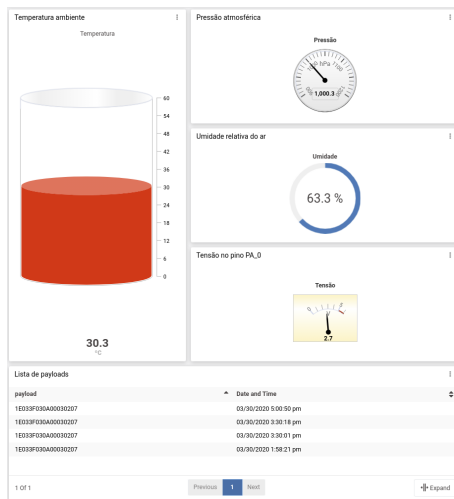 Temperatura ambiente
Temperatura
60
54
48
42
36
30
24
18
12
6
0
30.3
°C
Pressão atmosférica
Pressão
hPa
1100
1,000.3
Umidade relativa do ar
Umidade
63.3 %
Tensão no pino PA_0
Tensão
0
5
V
2.7
Lista de payloads
payload Date and Time
1E033F030A00030207 03/30/2020 5:00:50 pm
1E033F030A00030207 03/30/2020 3:30:18 pm
1E033F030A00030207 03/30/2020 3:30:01 pm
1E033F030A00030207 03/30/2020 1:58:21 pm
1 Of 1 Previous 1 Next Expand